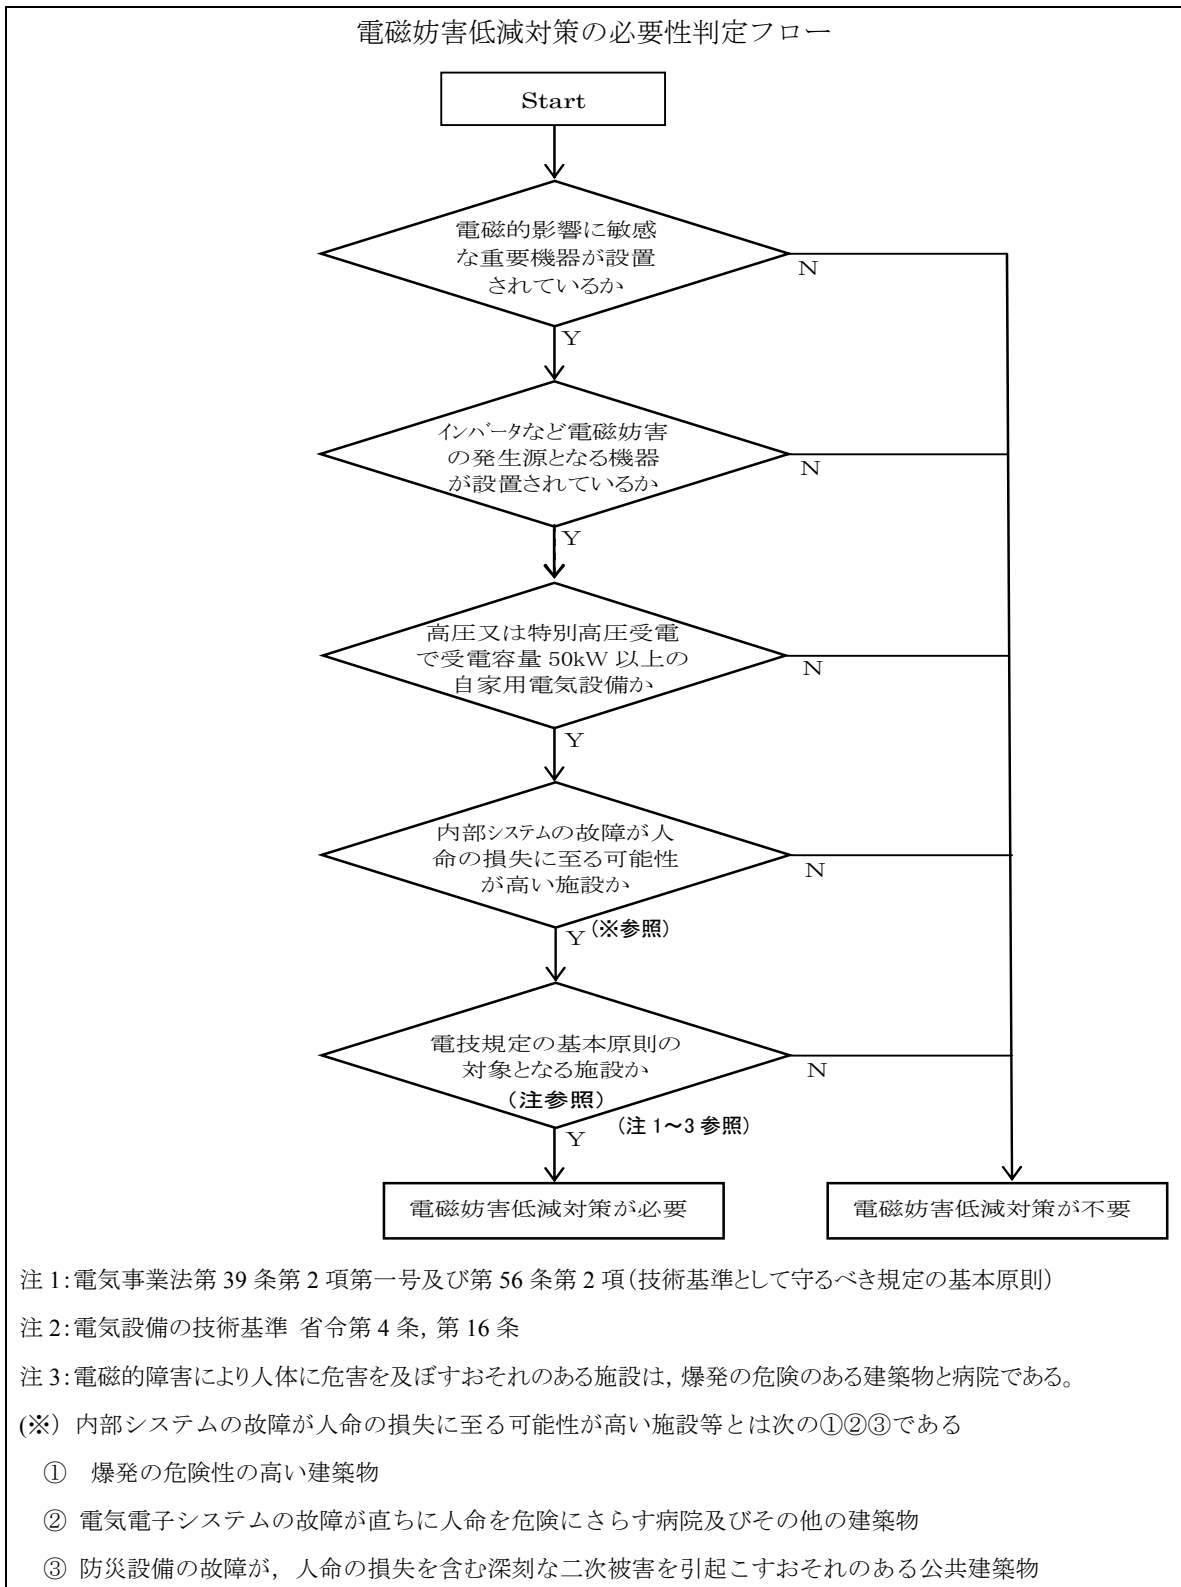 電磁妨害低減対策の必要性判定フロー
Start
電磁的影響に敏感
な重要機器が設置
されているか
N
Y
インバータなど電磁妨害
の発生源となる機器
が設置されているか
N
Y
高圧又は特別高圧受電
で受電容量 50kW 以上の
自家用電気設備か
N
Y
内部システムの故障が人
命の損失に至る可能性
が高い施設か
N
Y (※参照)
電技規定の基本原則の
対象となる施設か
(注参照)
N
(注 1～3 参照)
Y
電磁妨害低減対策が必要
電磁妨害低減対策が不要
注 1:電気事業法第 39 条第 2 項第一号及び第 56 条第 2 項(技術基準として守るべき規定の基本原則)
注 2:電気設備の技術基準 省令第 4 条, 第 16 条
注 3:電磁的障害により人体に危害を及ぼすおそれのある施設は, 爆発の危険のある建築物と病院である。
(※) 内部システムの故障が人命の損失に至る可能性が高い施設等とは次の①②③である
① 爆発の危険性の高い建築物
② 電気電子システムの故障が直ちに人命を危険にさらす病院及びその他の建築物
③ 防災設備の故障が, 人命の損失を含む深刻な二次被害を引起こすおそれのある公共建築物